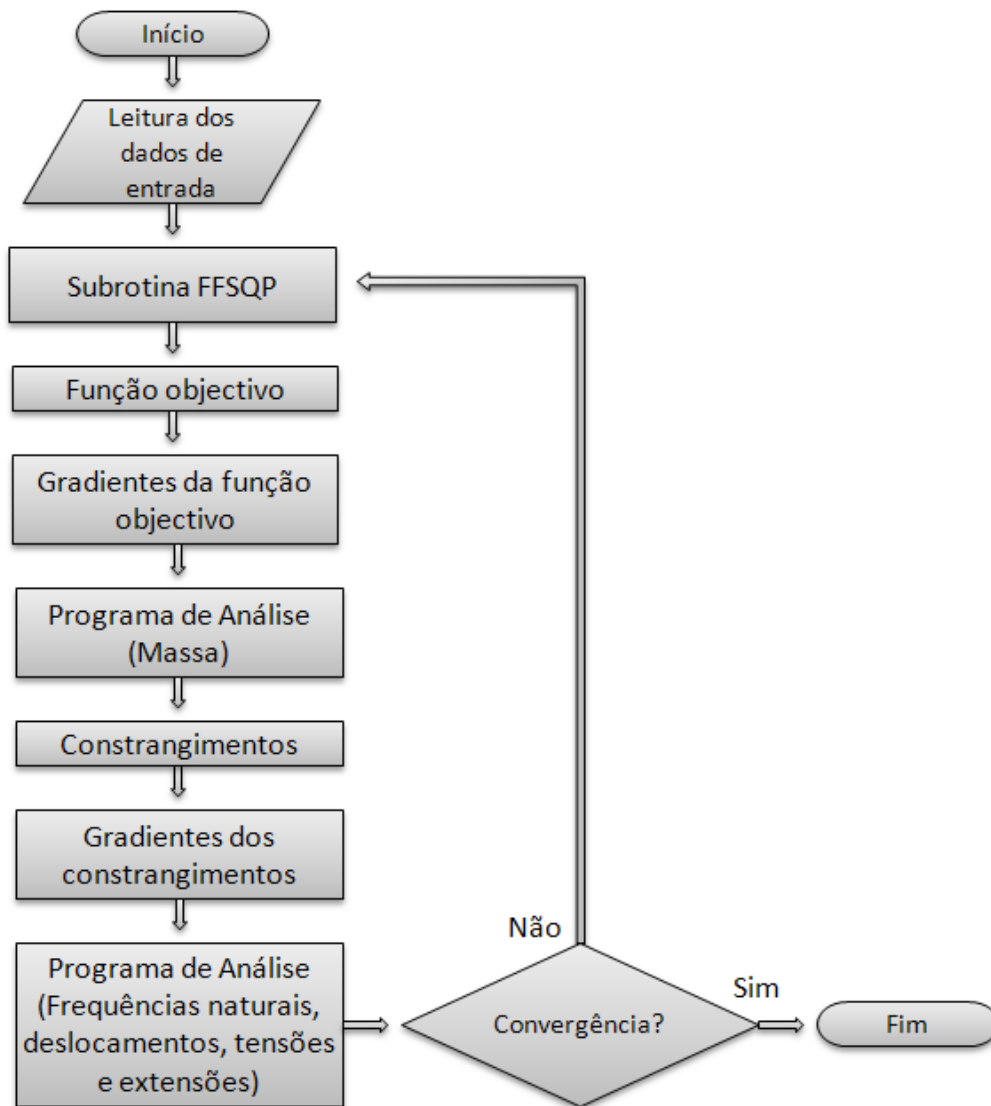 Início
Leitura dos
dados de
entrada
Subrotina FFSQP
Função objectivo
Gradientes da função
objectivo
Programa de Análise
(Massa)
Constrangimentos
Gradientes dos
constrangimentos
Programa de Análise
(Frequências naturais,
deslocamentos, tensões
e extensões)
Não
Convergência?
Sim
Fim